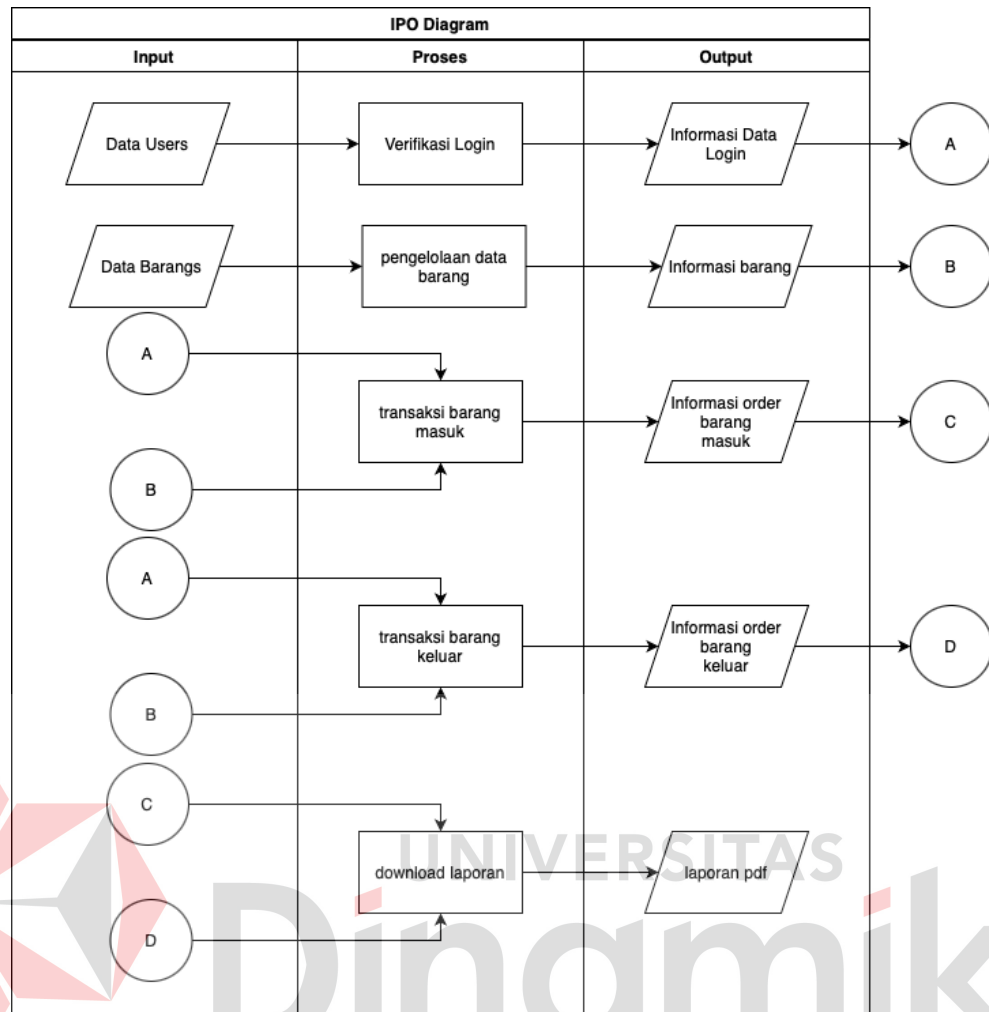 IPO Diagram
Input
Proses
Output
Data Users
Verifikasi Login
Informasi Data
Login
A
Data Barangs
pengelolaan data
barang
Informasi barang
B
A
transaksi barang
masuk
Informasi order
barang
masuk
C
B
A
transaksi barang
keluar
Informasi order
barang
keluar
D
B
C
download laporan
laporan pdf
D
UNIVERSITAS
Dinamik